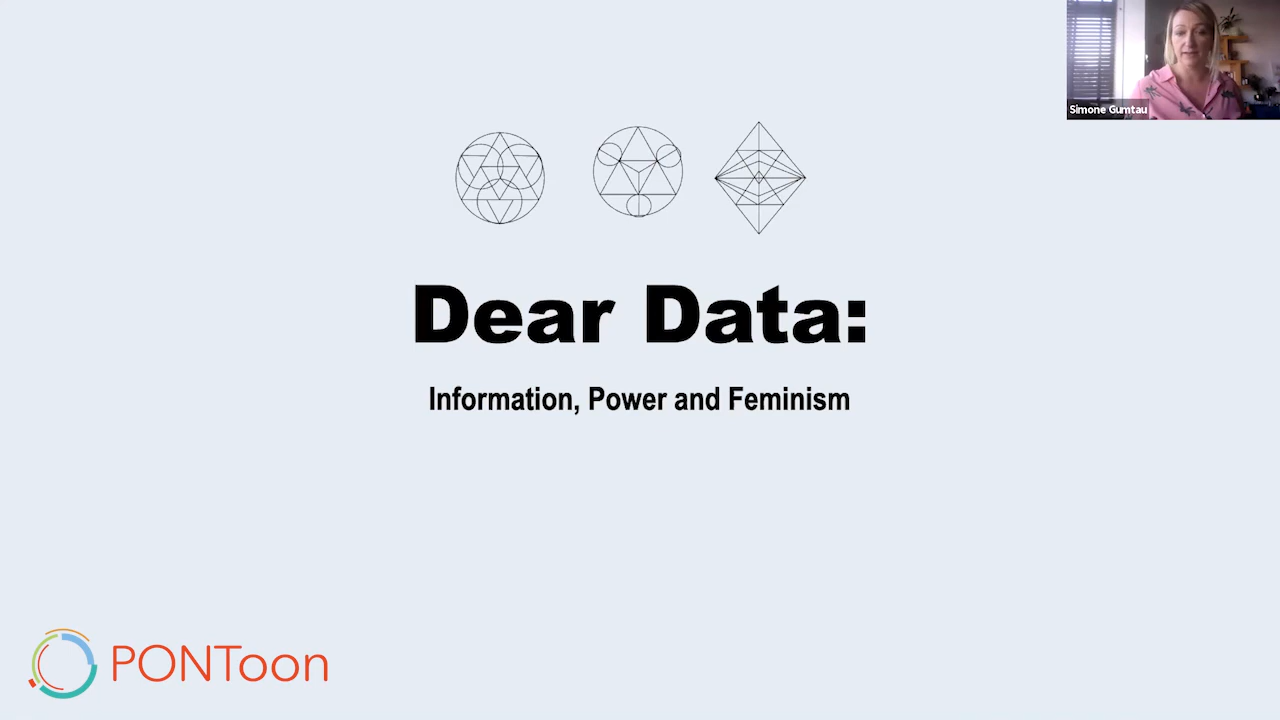 Simone Gumtau
Dear Data:
Information, Power and Feminism
PONToon